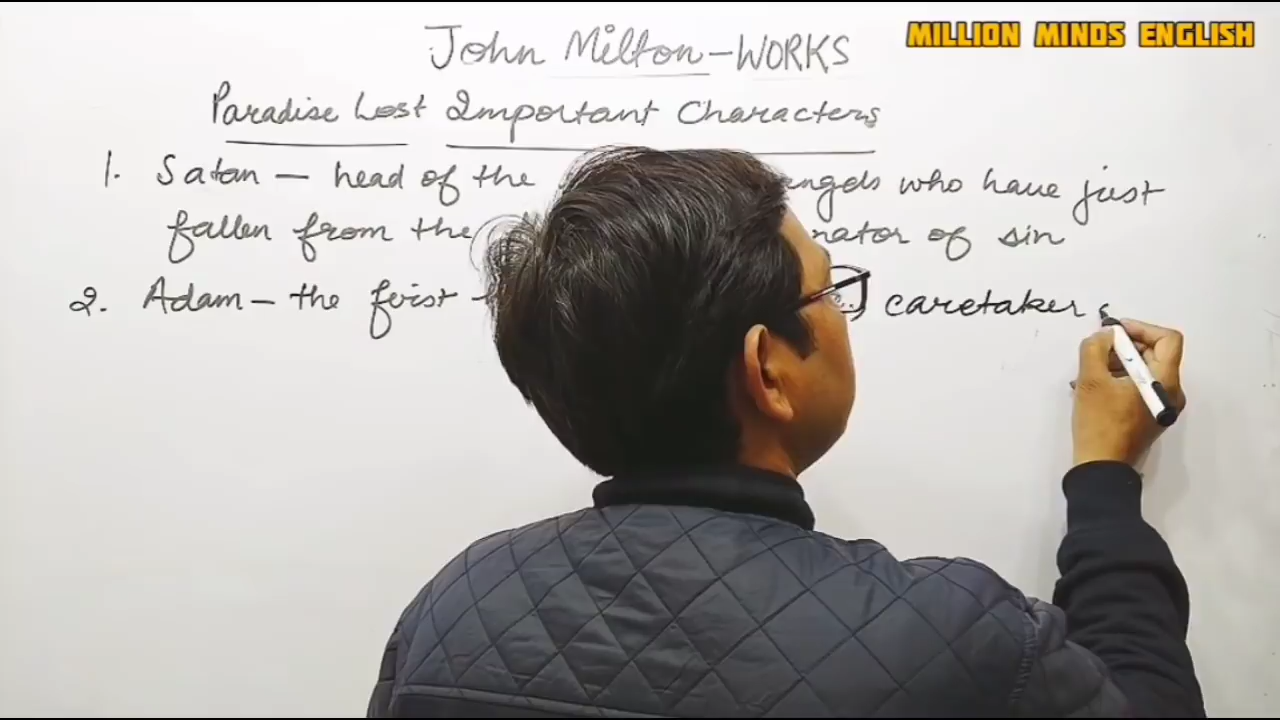 MILLION MINDS ENGLISH
John Milton-WORKS
Paradise Lost Important Characters
1. Satan — head of the angels who have just
fallen from the of sin
2. Adam — the first caretaker